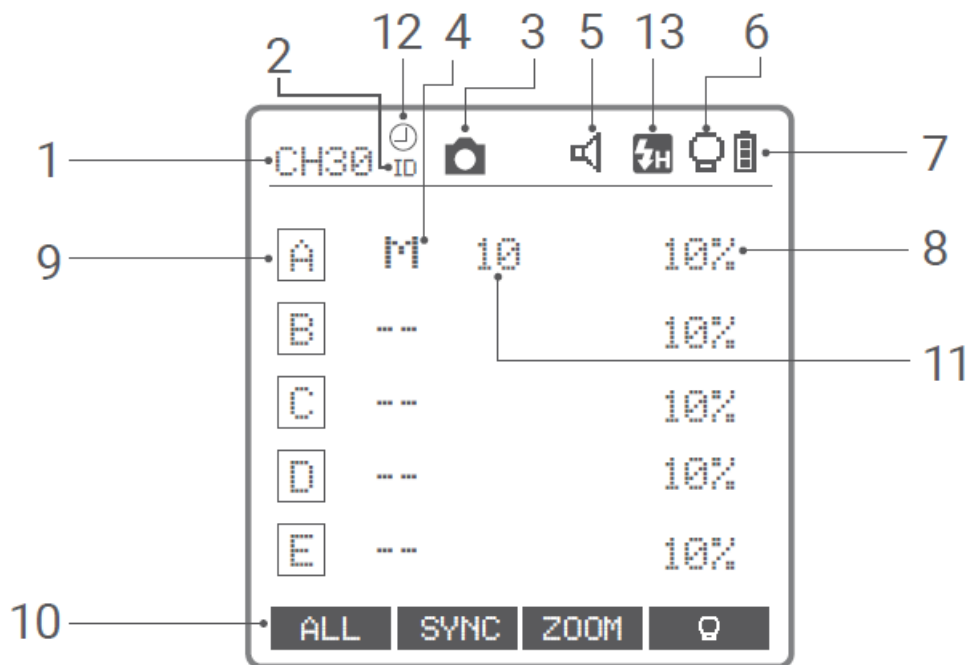 12 4 3 5 13 6
2
1 CH30 ID H 7
9 A M 10 10% 8
B -- 10%
11
C -- 10%
D -- 10%
E -- 10%
10 ALL SYNC ZOOM